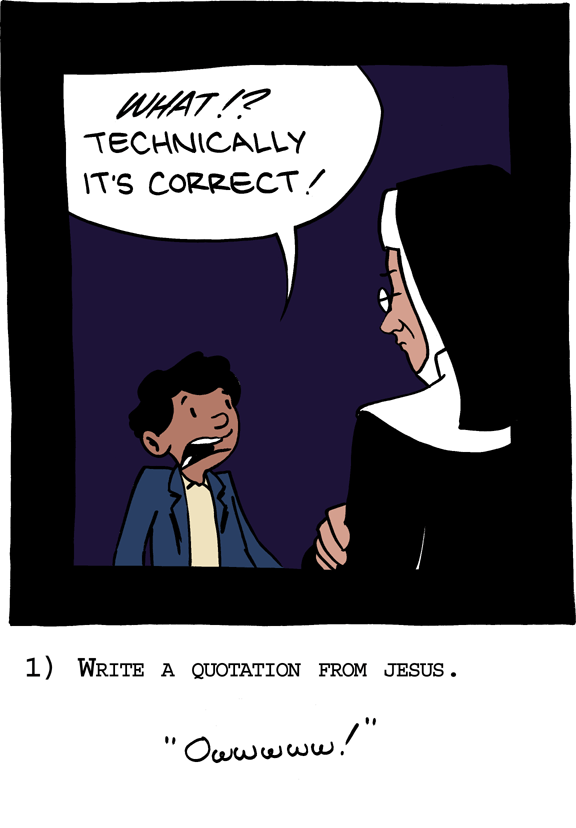 WHAT!?
TECHNICALLY
IT'S CORRECT!
1) WRITE A QUOTATION FROM JESUS.
"Owwwww!"